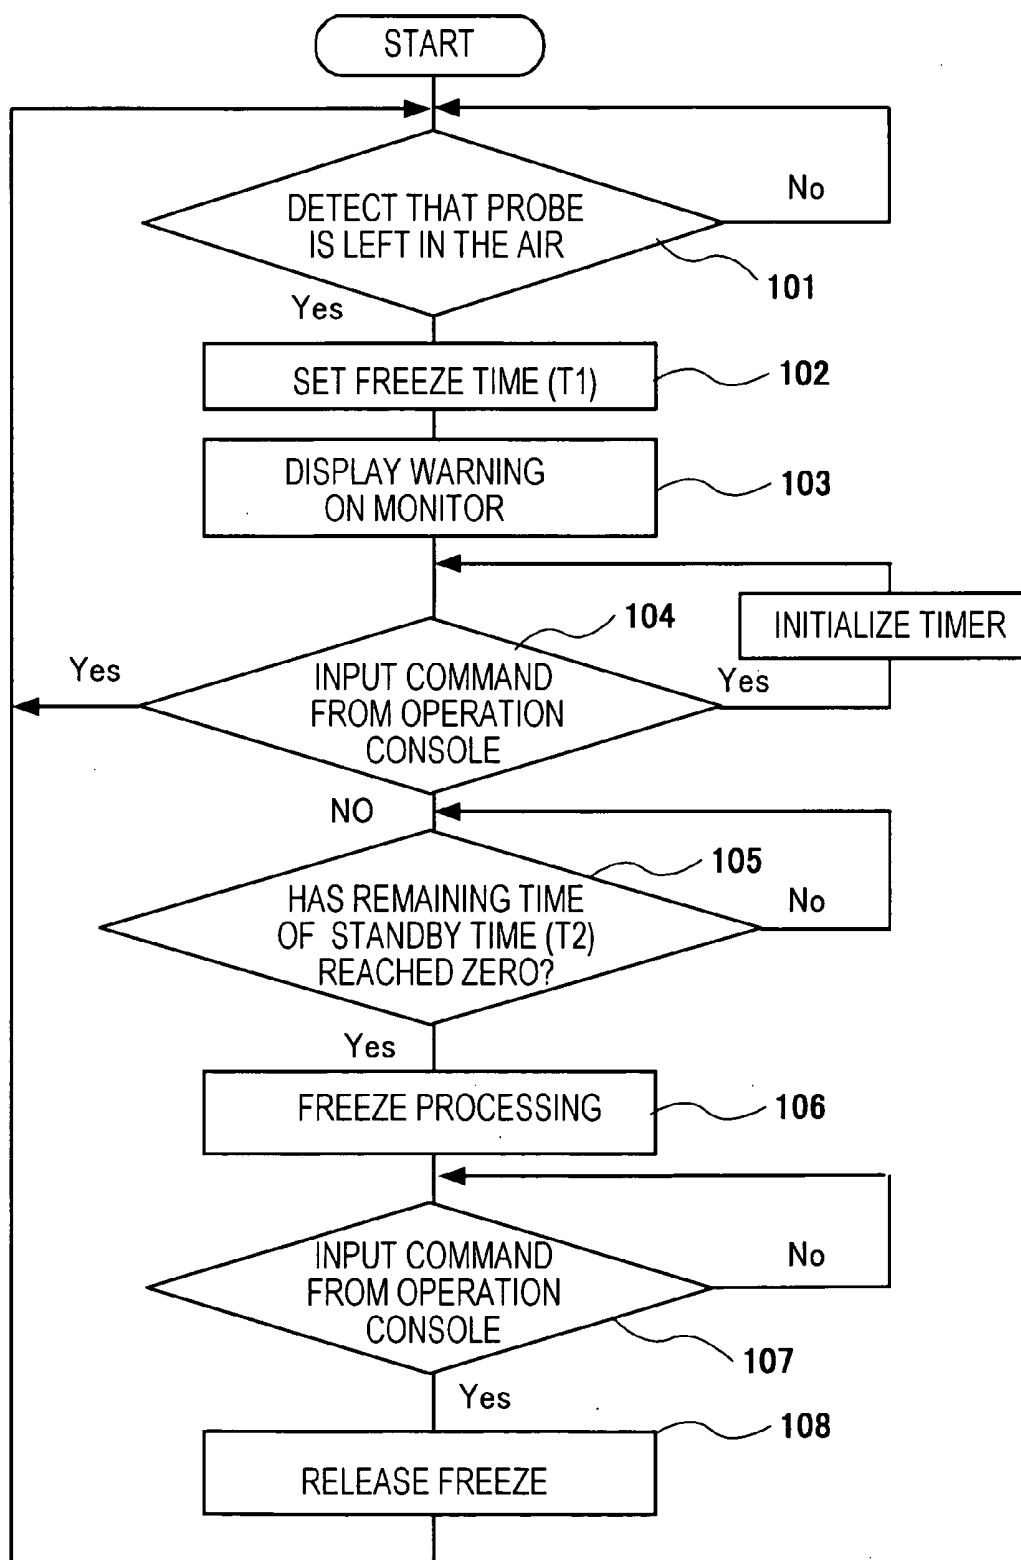 START
No
DETECT THAT PROBE
IS LEFT IN THE AIR
101
Yes
SET FREEZE TIME (T1)
102
DISPLAY WARNING
ON MONITOR
103
104
INITIALIZE TIMER
Yes
INPUT COMMAND
FROM OPERATION
CONSOLE
Yes
NO
105
HAS REMAINING TIME
OF STANDBY TIME (T2)
REACHED ZERO?
No
Yes
FREEZE PROCESSING
106
INPUT COMMAND
FROM OPERATION
CONSOLE
No
107
Yes
108
RELEASE FREEZE